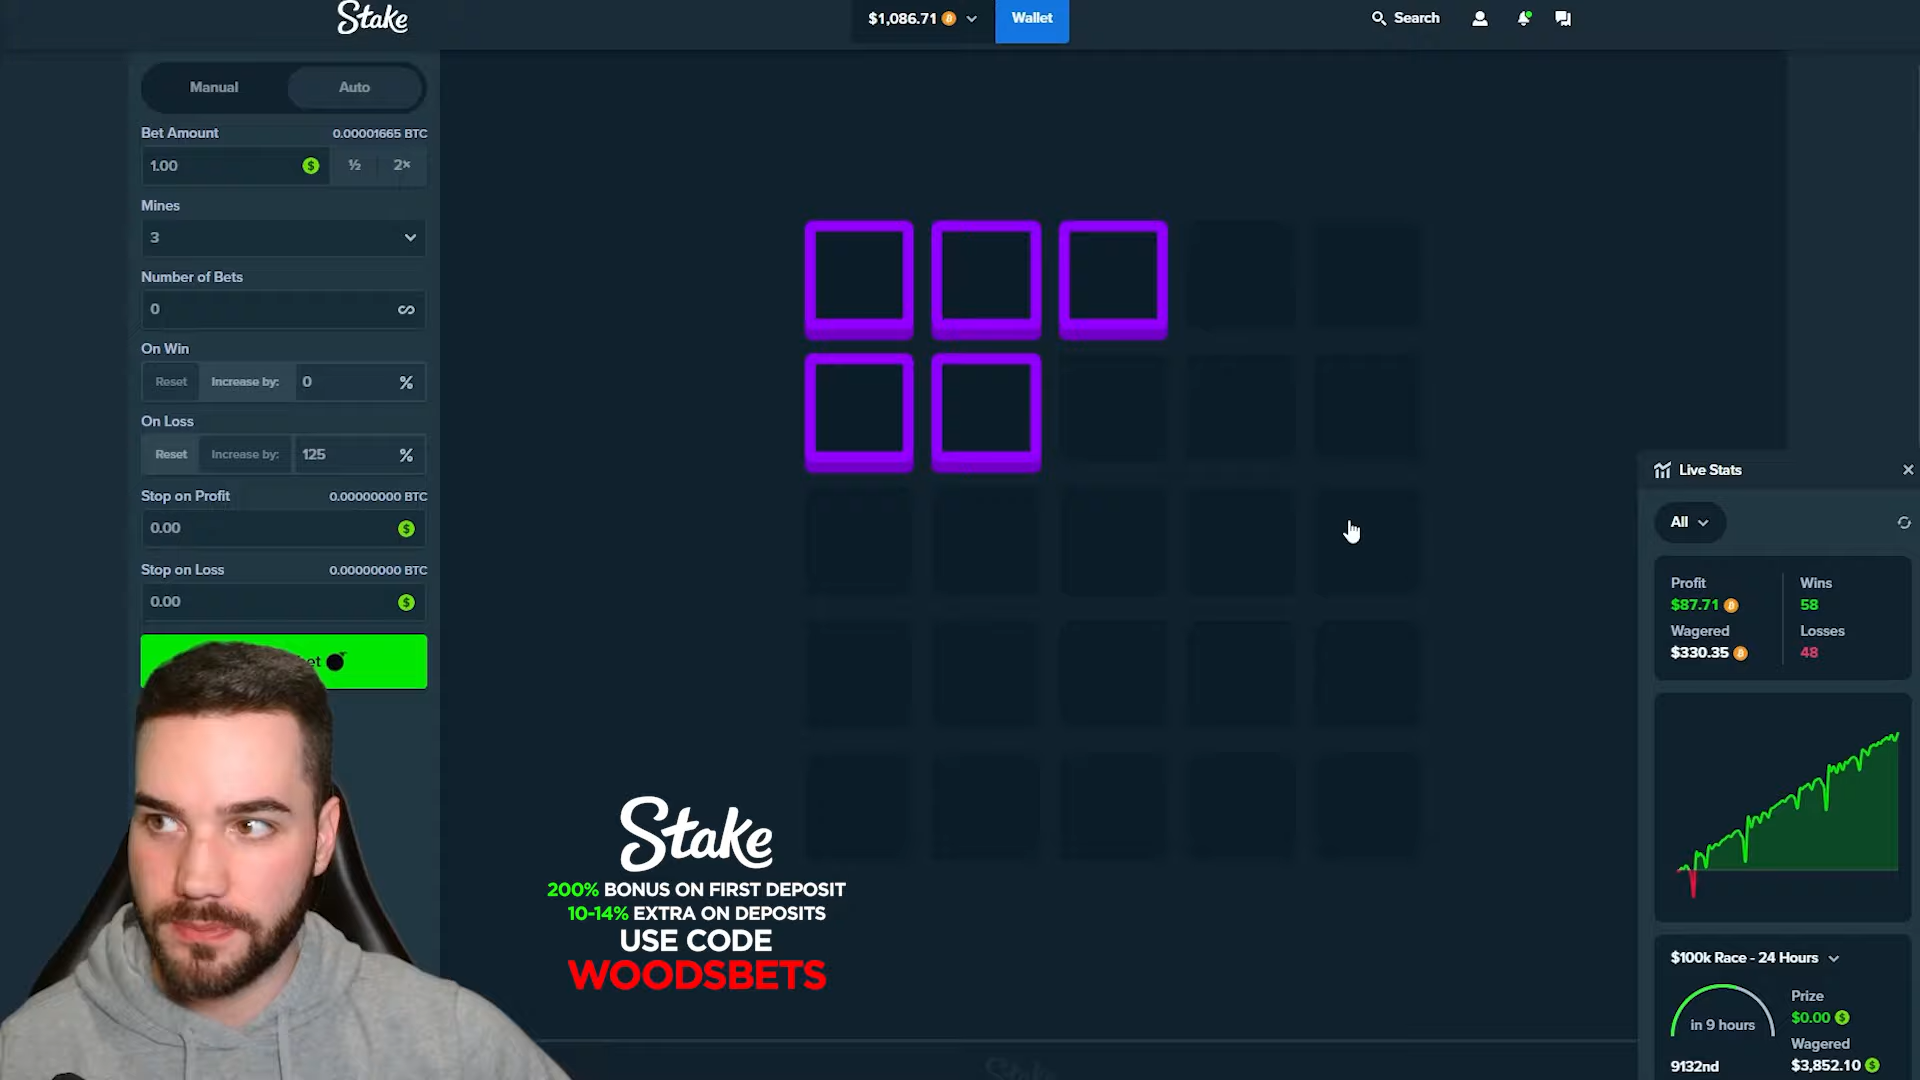 Stake
$1,086.71
Wallet
Search
Manual
Auto
Bet Amount
0.00001665 BTC
1.00
½
2×
Mines
3
Number of Bets
0
On Win
Reset
Increase by:
0
%
On Loss
Reset
Increase by:
125
%
Stop on Profit
0.00000000 BTC
0.00
Stop on Loss
0.00000000 BTC
0.00
Live Stats
All
Profit
$87.71
Wins
58
Wagered
$330.35
Losses
48
$100k Race - 24 Hours
in 9 hours
Prize
$0.00
Wagered
$3,852.10
9132nd
Stake
200% BONUS ON FIRST DEPOSIT
10-14% EXTRA ON DEPOSITS
USE CODE
WOODSBETS